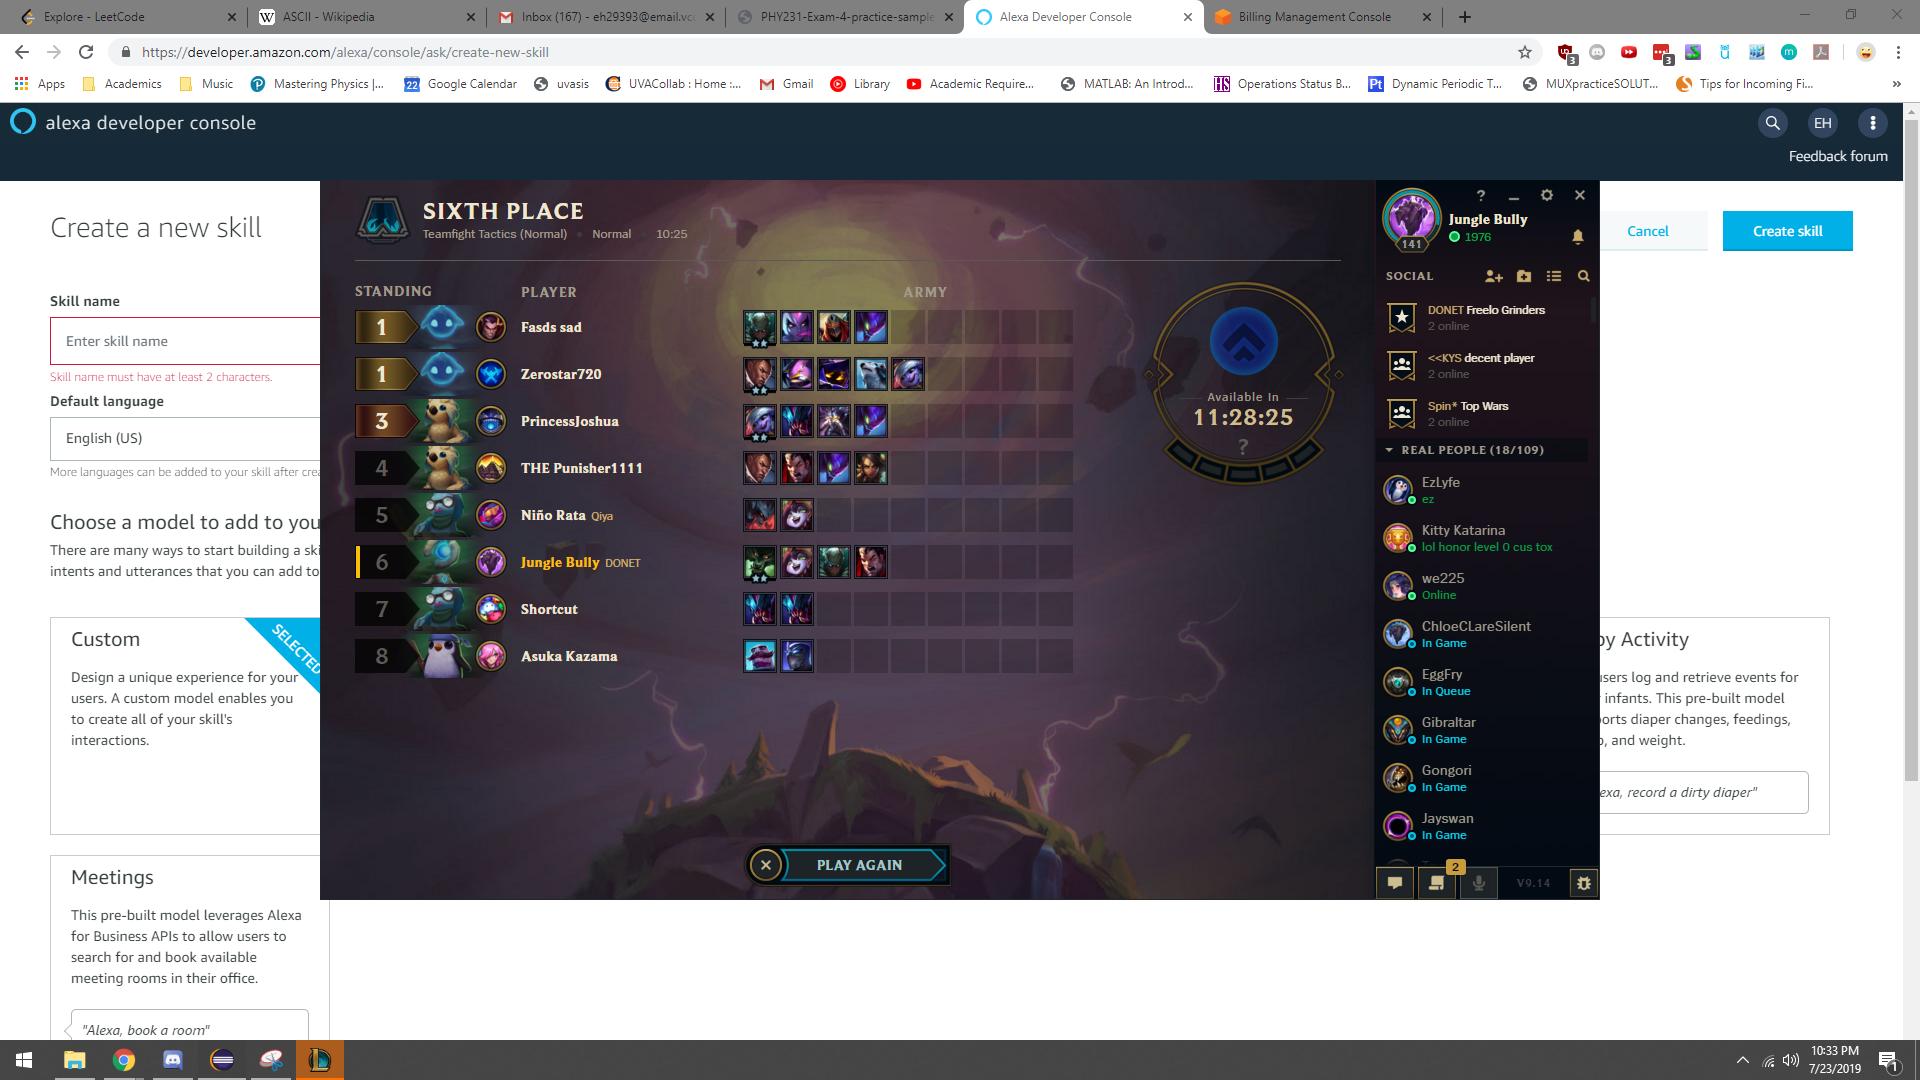 Explore - LeetCode
ASCII - Wikipedia
Inbox (167) - eh29393@email.vcc
PHY231-Exam-4-practice-sample
Alexa Developer Console
Billing Management Console
https://developer.amazon.com/alexa/console/ask/create-new-skill
3
3
Apps
Academics
Music
Mastering Physics |...
22
Google Calendar
uvasis
UVACollab : Home :...
Gmail
Library
Academic Require...
MATLAB: An Introd...
HS
Operations Status B...
Pt
Dynamic Periodic T...
MUXpracticeSOLUT...
Tips for Incoming Fi...
»
alexa developer console
EH
Feedback forum
Create a new skill
Cancel
Create skill
Skill name
Enter skill name
Skill name must have at least 2 characters.
Default language
English (US)
More languages can be added to your skill after crea
Choose a model to add to you
There are many ways to start building a ski
intents and utterances that you can add to
Custom
SELECTED
Design a unique experience for your
users. A custom model enables you
to create all of your skill's
interactions.
Meetings
This pre-built model leverages Alexa
for Business APIs to allow users to
search for and book available
meeting rooms in their office.
"Alexa, book a room"
by Activity
users log and retrieve events for
infants. This pre-built model
ports diaper changes, feedings,
, and weight.
exa, record a dirty diaper"
SIXTH PLACE
Teamfight Tactics (Normal) • Normal • 10:25
STANDING
PLAYER
ARMY
1
Fasds sad
1
Zerostar720
3
PrincessJoshua
4
THE Punisher1111
5
Niño Rata Qiya
6
Jungle Bully DONET
7
Shortcut
8
Asuka Kazama
Available In
11:28:25
?
PLAY AGAIN
?
Jungle Bully
1976
141
SOCIAL
DONET Freelo Grinders
2 online
<<KYS decent player
2 online
Spin* Top Wars
2 online
REAL PEOPLE (18/109)
EzLyfe
ez
Kitty Katarina
lol honor level 0 cus tox
we225
Online
ChloeCLareSilent
In Game
EggFry
In Queue
Gibraltar
In Game
Gongori
In Game
Jayswan
In Game
2
V9.14
10:33 PM
7/23/2019
1